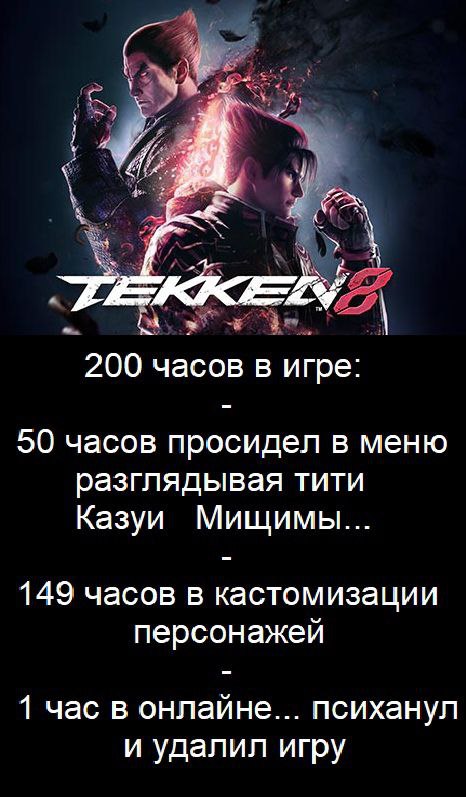 TEKKEN 8
TM
200 часов в игре:
-
50 часов просидел в меню
разглядывая тити
Казуи Мищимы...
-
149 часов в кастомизации
персонажей
-
1 час в онлайне... психанул
и удалил игру